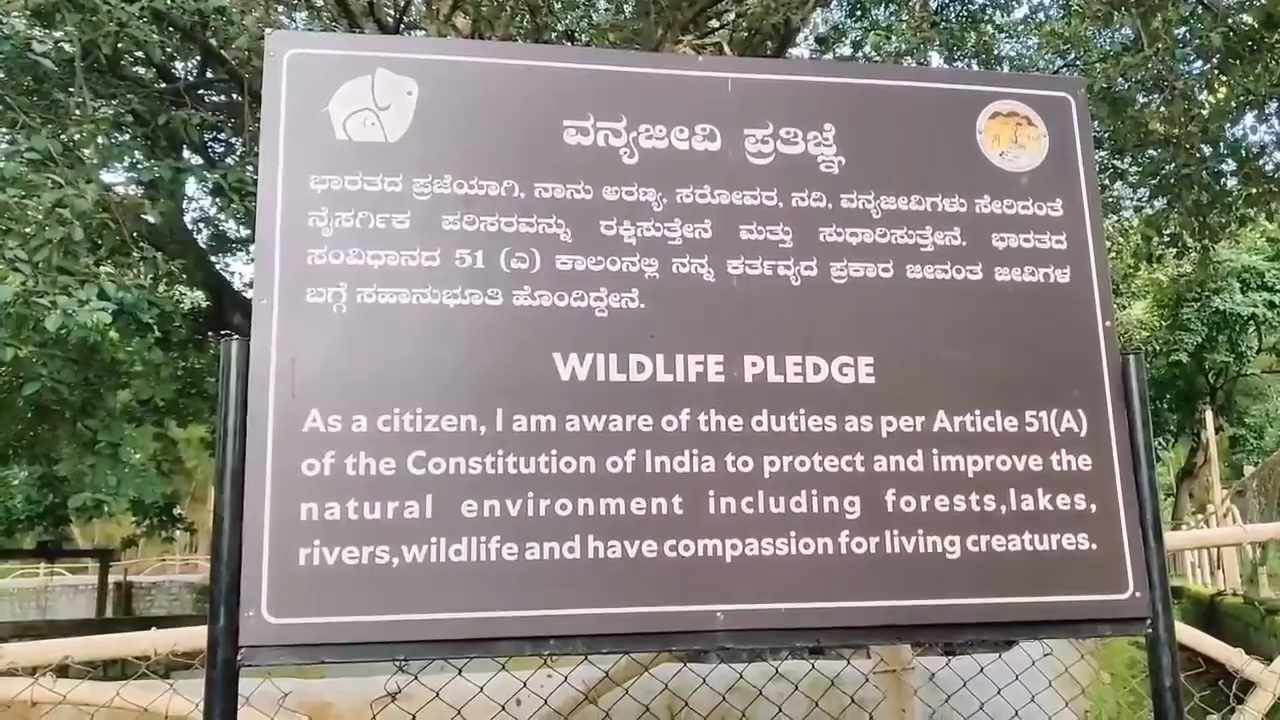 ವನ್ಯಜೀವಿ ಪ್ರತಿಜ್ಞೆ
ಭಾರತದ ಪ್ರಜೆಯಾಗಿ, ನಾನು ಅರಣ್ಯ, ಸರೋವರ, ನದಿ, ವನ್ಯಜೀವಿಗಳು ಸೇರಿದಂತೆ
ನೈಸರ್ಗಿಕ ಪರಿಸರವನ್ನು ರಕ್ಷಿಸುತ್ತೇನೆ ಮತ್ತು ಸುಧಾರಿಸುತ್ತೇನೆ. ಭಾರತದ
ಸಂವಿಧಾನದ 51 (ಎ) ಕಾಲಂನಲ್ಲಿ ನನ್ನ ಕರ್ತವ್ಯದ ಪ್ರಕಾರ ಜೀವಂತ ಜೀವಿಗಳ
ಬಗ್ಗೆ ಸಹಾನುಭೂತಿ ಹೊಂದಿದ್ದೇನೆ.
WILDLIFE PLEDGE
As a citizen, I am aware of the duties as per Article 51(A)
of the Constitution of India to protect and improve the
natural environment including forests,lakes,
rivers,wildlife and have compassion for living creatures.